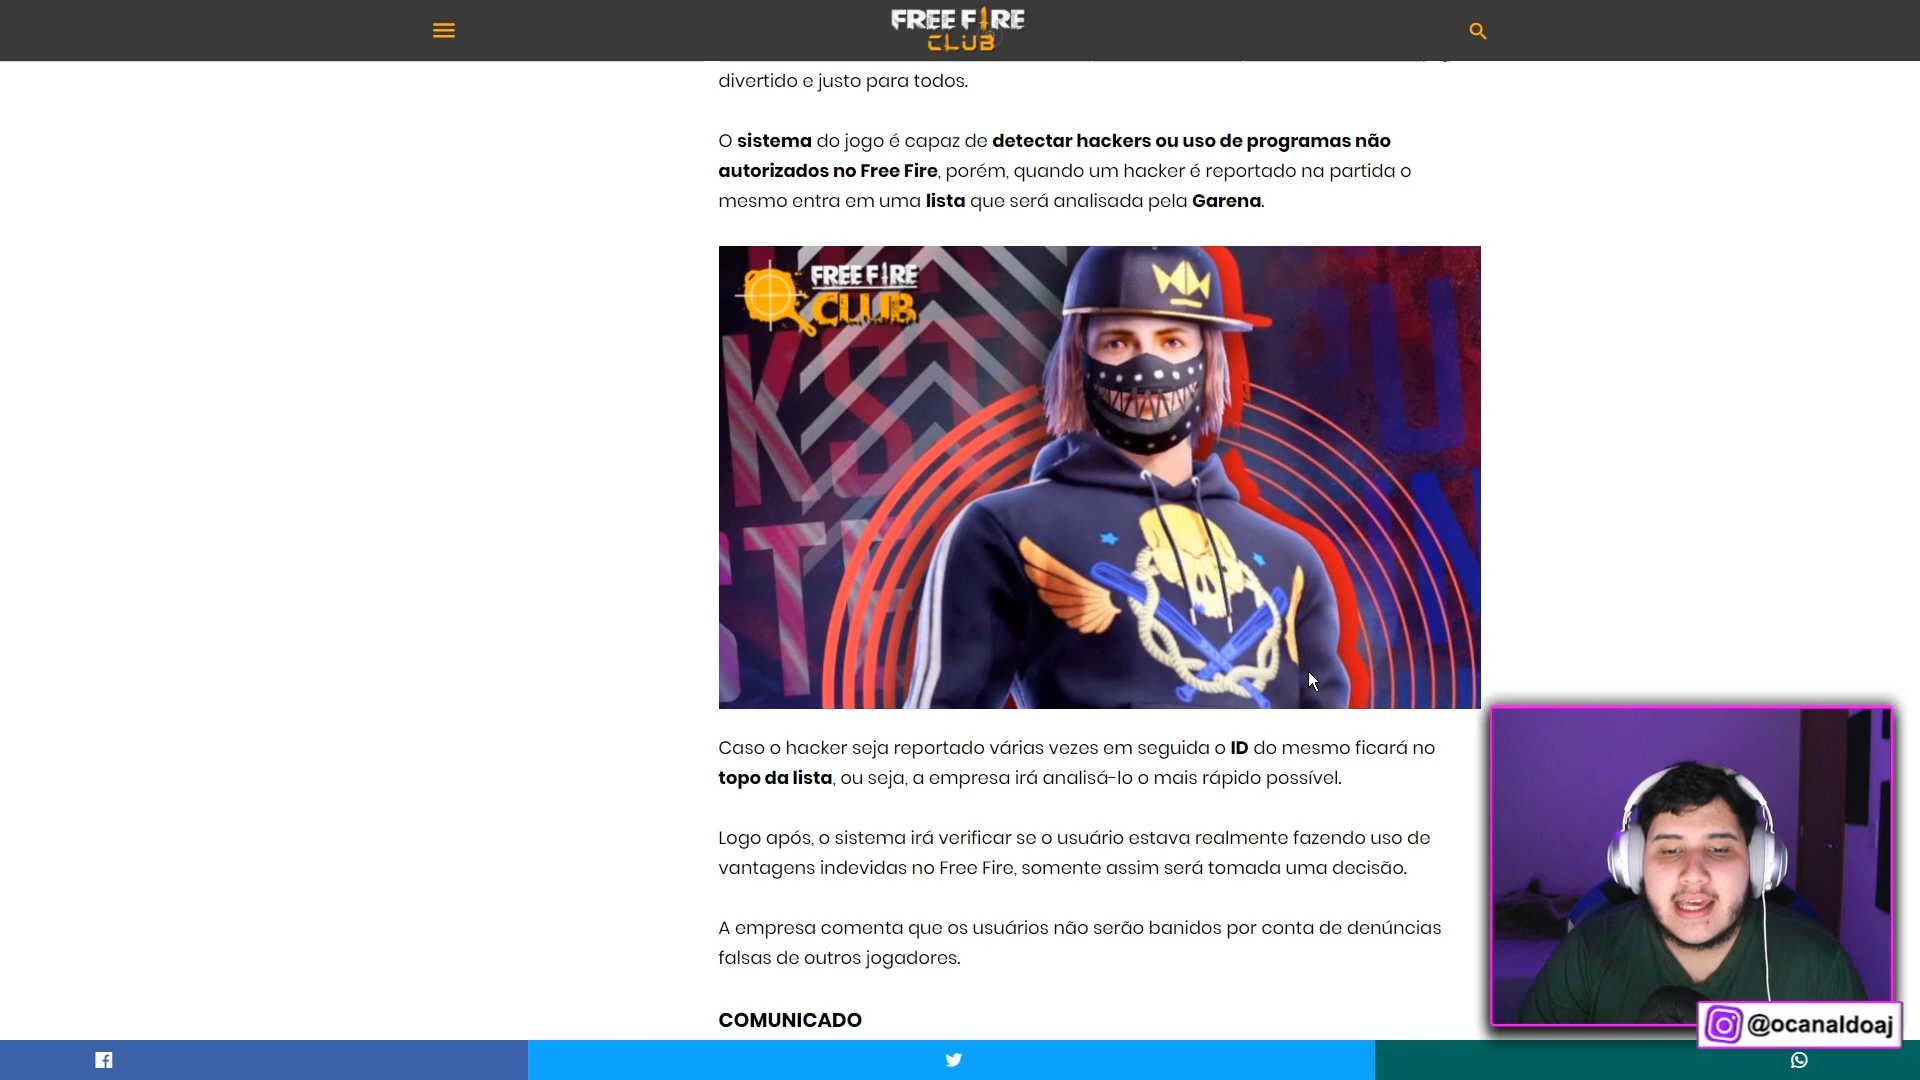 FREE FIRE
CLUB
divertido e justo para todos.
O sistema do jogo é capaz de detectar hackers ou uso de programas não
autorizados no Free Fire, porém, quando um hacker é reportado na partida o
mesmo entra em uma lista que será analisada pela Garena.
FREE FIRE
CLUB
Caso o hacker seja reportado várias vezes em seguida o ID do mesmo ficará no
topo da lista, ou seja, a empresa irá analisá-lo o mais rápido possível.
Logo após, o sistema irá verificar se o usuário estava realmente fazendo uso de
vantagens indevidas no Free Fire, somente assim será tomada uma decisão.
A empresa comenta que os usuários não serão banidos por conta de denúncias
falsas de outros jogadores.
COMUNICADO
@ocanaldoaj